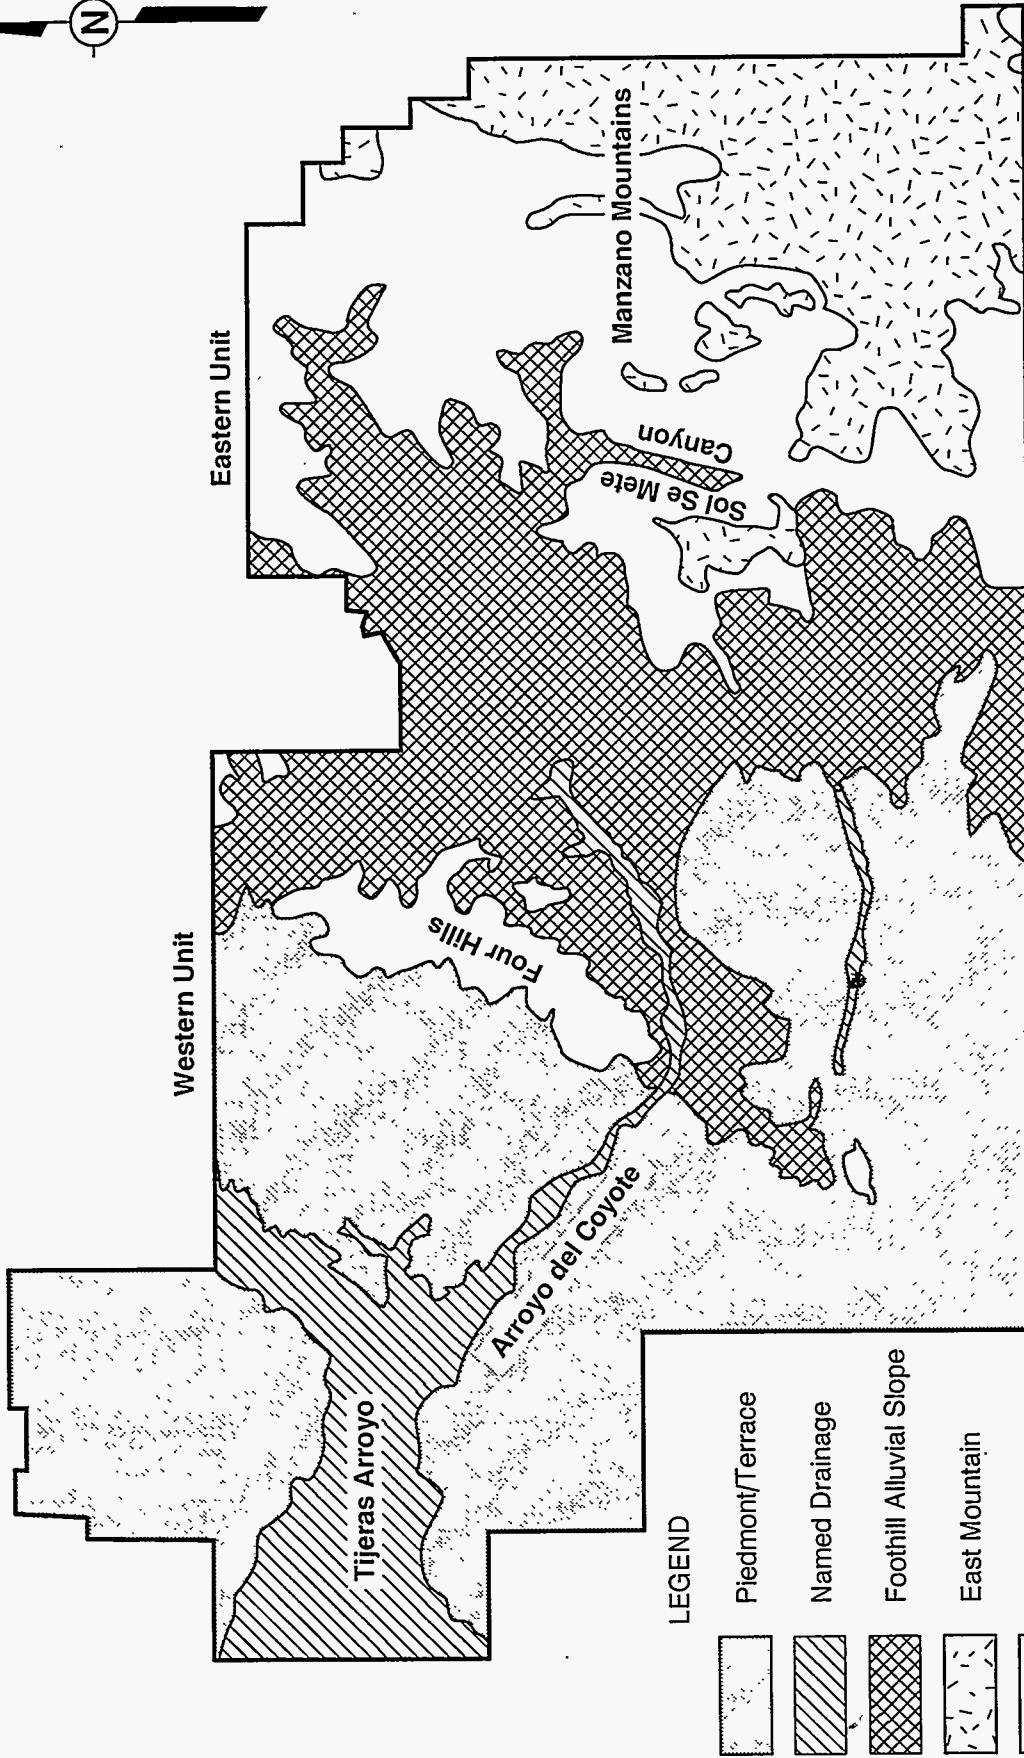 N
Eastern Unit
Western Unit
Manzano Mountains
Sol Se Mete
Canyon
Four Hills
Arroyo del Coyote
Tijeras Arroyo
LEGEND
Piedmont/Terrace
Named Drainage
Foothill Alluvial Slope
East Mountain